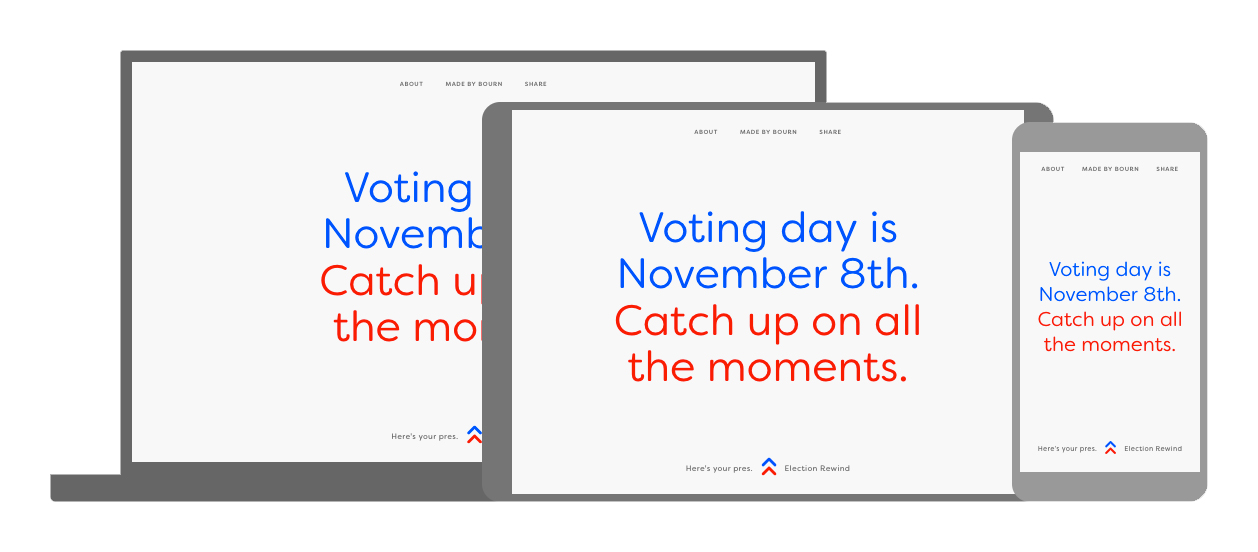 ABOUT MADE BY BOURN SHARE
Voting
Novemb
Catch u
the mo
Here's your pres.
ABOUT MADE BY BOURN SHARE
Voting day is
November 8th.
Catch up on all
the moments.
Here's your pres. Election Rewind
ABOUT MADE BY BOURN SHARE
Voting day is
November 8th.
Catch up on all
the moments.
Here's your pres. Election Rewind